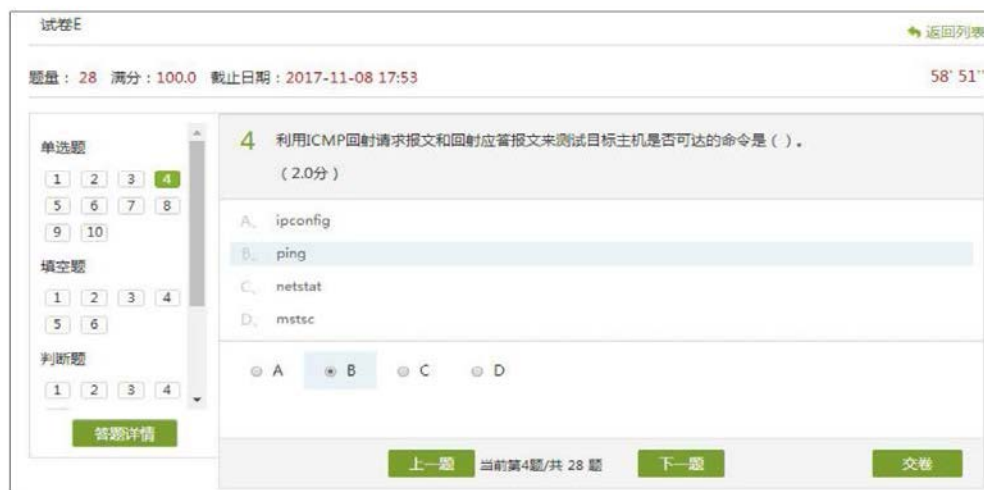 试卷E
返回列表
题量： 28 满分：100.0 截止日期：2017-11-08 17:53
58' 51''
单选题
1 2 3 4
5 6 7 8
9 10
填空题
1 2 3 4
5 6
判断题
1 2 3 4
答题详情
4 利用ICMP回射请求报文和回射应答报文来测试目标主机是否可达的命令是（ ）。
（2.0分）
A、 ipconfig
B、 ping
C、 netstat
D、 mstsc
A B C D
上一题 当前第4题/共 28 题 下一题 交卷